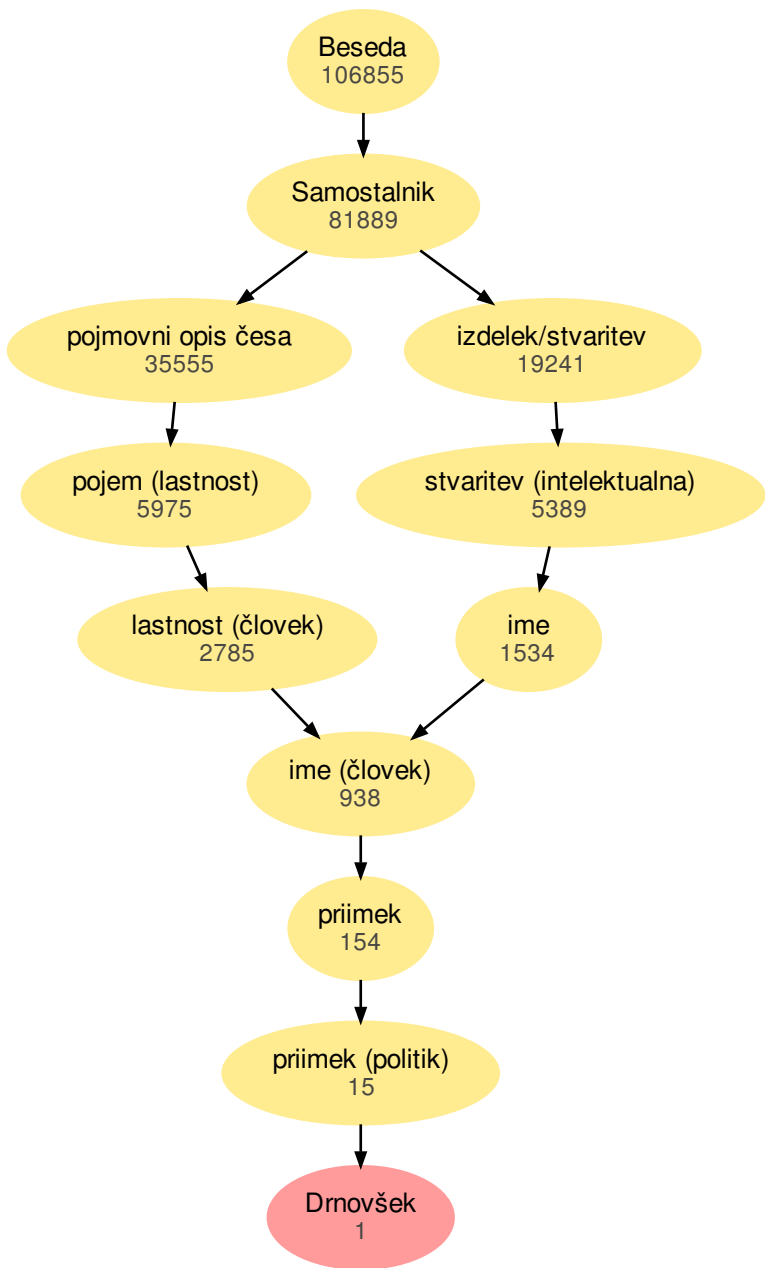 Beseda
106855
Samostalnik
81889
pojmovni opis česa
35555
izdelek/stvaritev
19241
pojem (lastnost)
5975
stvaritev (intelektualna)
5389
lastnost (človek)
2785
ime
1534
ime (človek)
938
priimek
154
priimek (politik)
15
Drnovšek
1